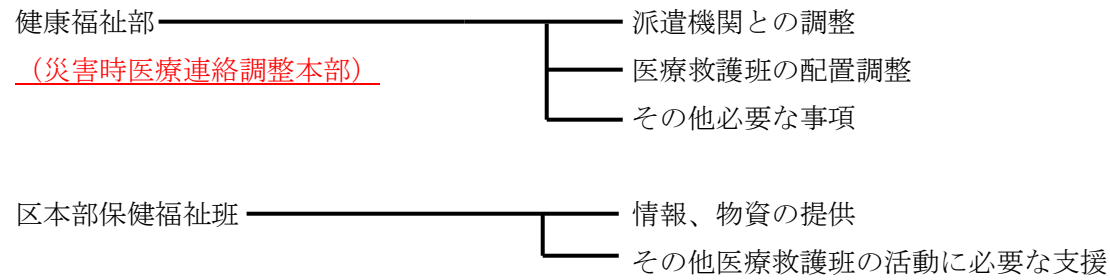 健康福祉部 派遣機関との調整
（災害時医療連絡調整本部） 医療救護班の配置調整
その他必要な事項
区本部保健福祉班 情報、物資の提供
その他医療救護班の活動に必要な支援